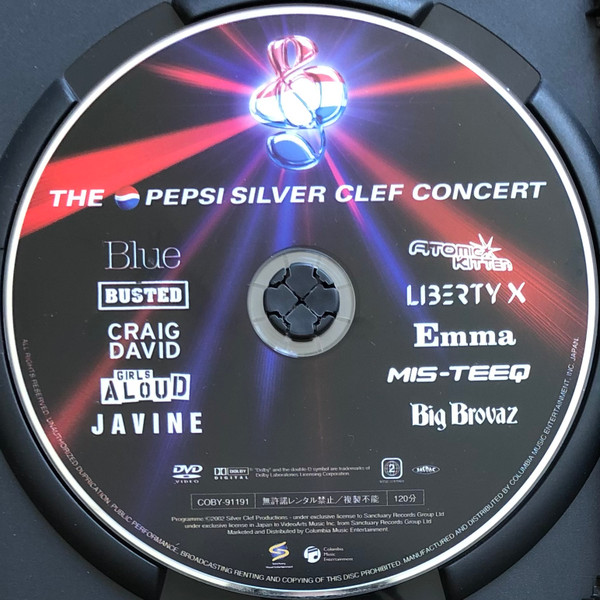 THE PEPSI SILVER CLEF CONCERT
Blue
BUSTED
CRAIG
DAVID
GIRLS
ALOUD
JAVINE
ATOMIC
KITTEN
LIBERTY X
Emma
MIS-TEEQ
Big Brovaz
DVD
VIDEO
DOLBY
DIGITAL
"Dolby" and the double-D symbol are trademarks of
Dolby Laboratories Licensing Corporation.
2
COBY-91191
無許諾レンタル禁止/複製不能
120分
Programme ©2002 Silver Clef Productions - under exclusive license to Sanctuary Records Group Ltd
under exclusive license in Japan to VideoArts Music Inc. from Sanctuary Records Group Ltd
Marketed and Distributed by Columbia Music Entertainment.
Columbia
Music
Entertainment
ALL RIGHTS RESERVED. UNAUTHORIZED DUPRICATION, PUBLIC PERFORMANCE, BROADCASTING RENTING AND COPYING OF THIS DISC PROHIBITED. MANUFACTURED AND DISTRIBUTED BY COLUMBIA MUSIC ENTERTAINMENT, INC. JAPAN.